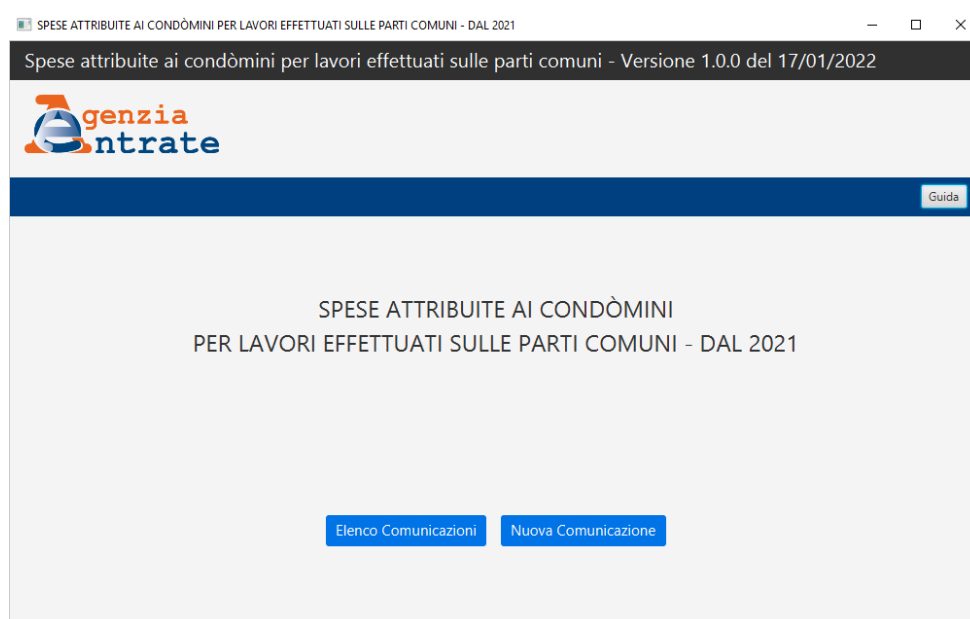 SPESE ATTRIBUITE AI CONDÒMINI PER LAVORI EFFETTUATI SULLE PARTI COMUNI - DAL 2021
Spese attribuite ai condòmini per lavori effettuati sulle parti comuni - Versione 1.0.0 del 17/01/2022
Agenzia
Entrate
Guida
SPESE ATTRIBUITE AI CONDÒMINI
PER LAVORI EFFETTUATI SULLE PARTI COMUNI - DAL 2021
Elenco Comunicazioni Nuova Comunicazione